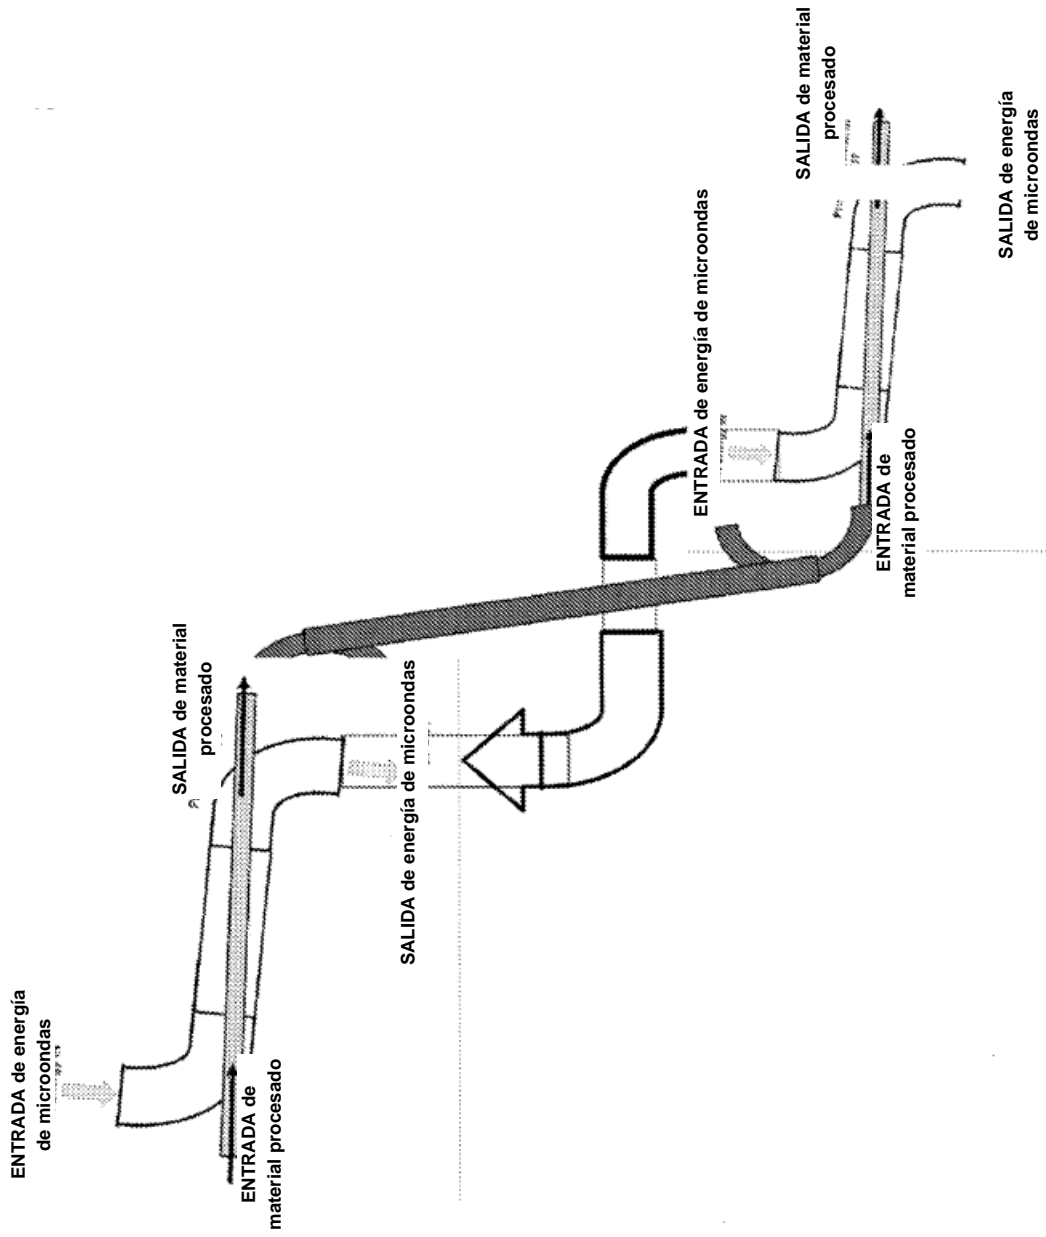 ENTRADA de energía
de microondas
ENTRADA de
material procesado
SALIDA de material
procesado
SALIDA de energía de microondas
ENTRADA de energía de microondas
ENTRADA de
material procesado
SALIDA de material
procesado
SALIDA de energía
de microondas